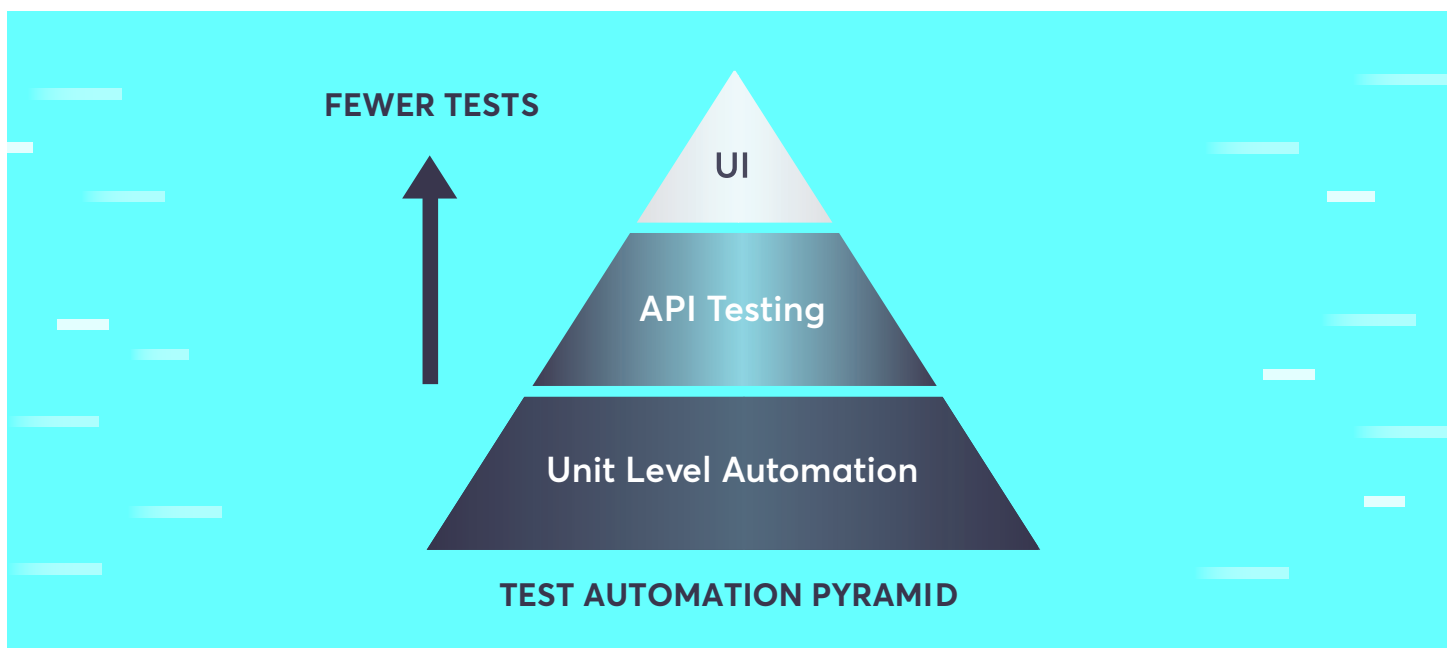 FEWER TESTS
UI
API Testing
Unit Level Automation
TEST AUTOMATION PYRAMID